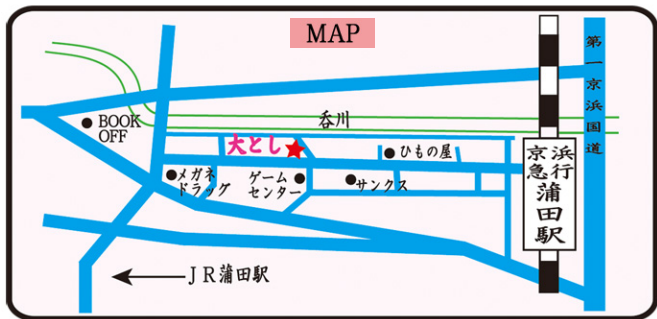 MAP
第一京浜国道
BOOK
OFF
呑川
大とし
ひもの屋
メガネ
ドラッグ
ゲーム
センター
サンクス
京浜
急行
蒲田駅
JR蒲田駅